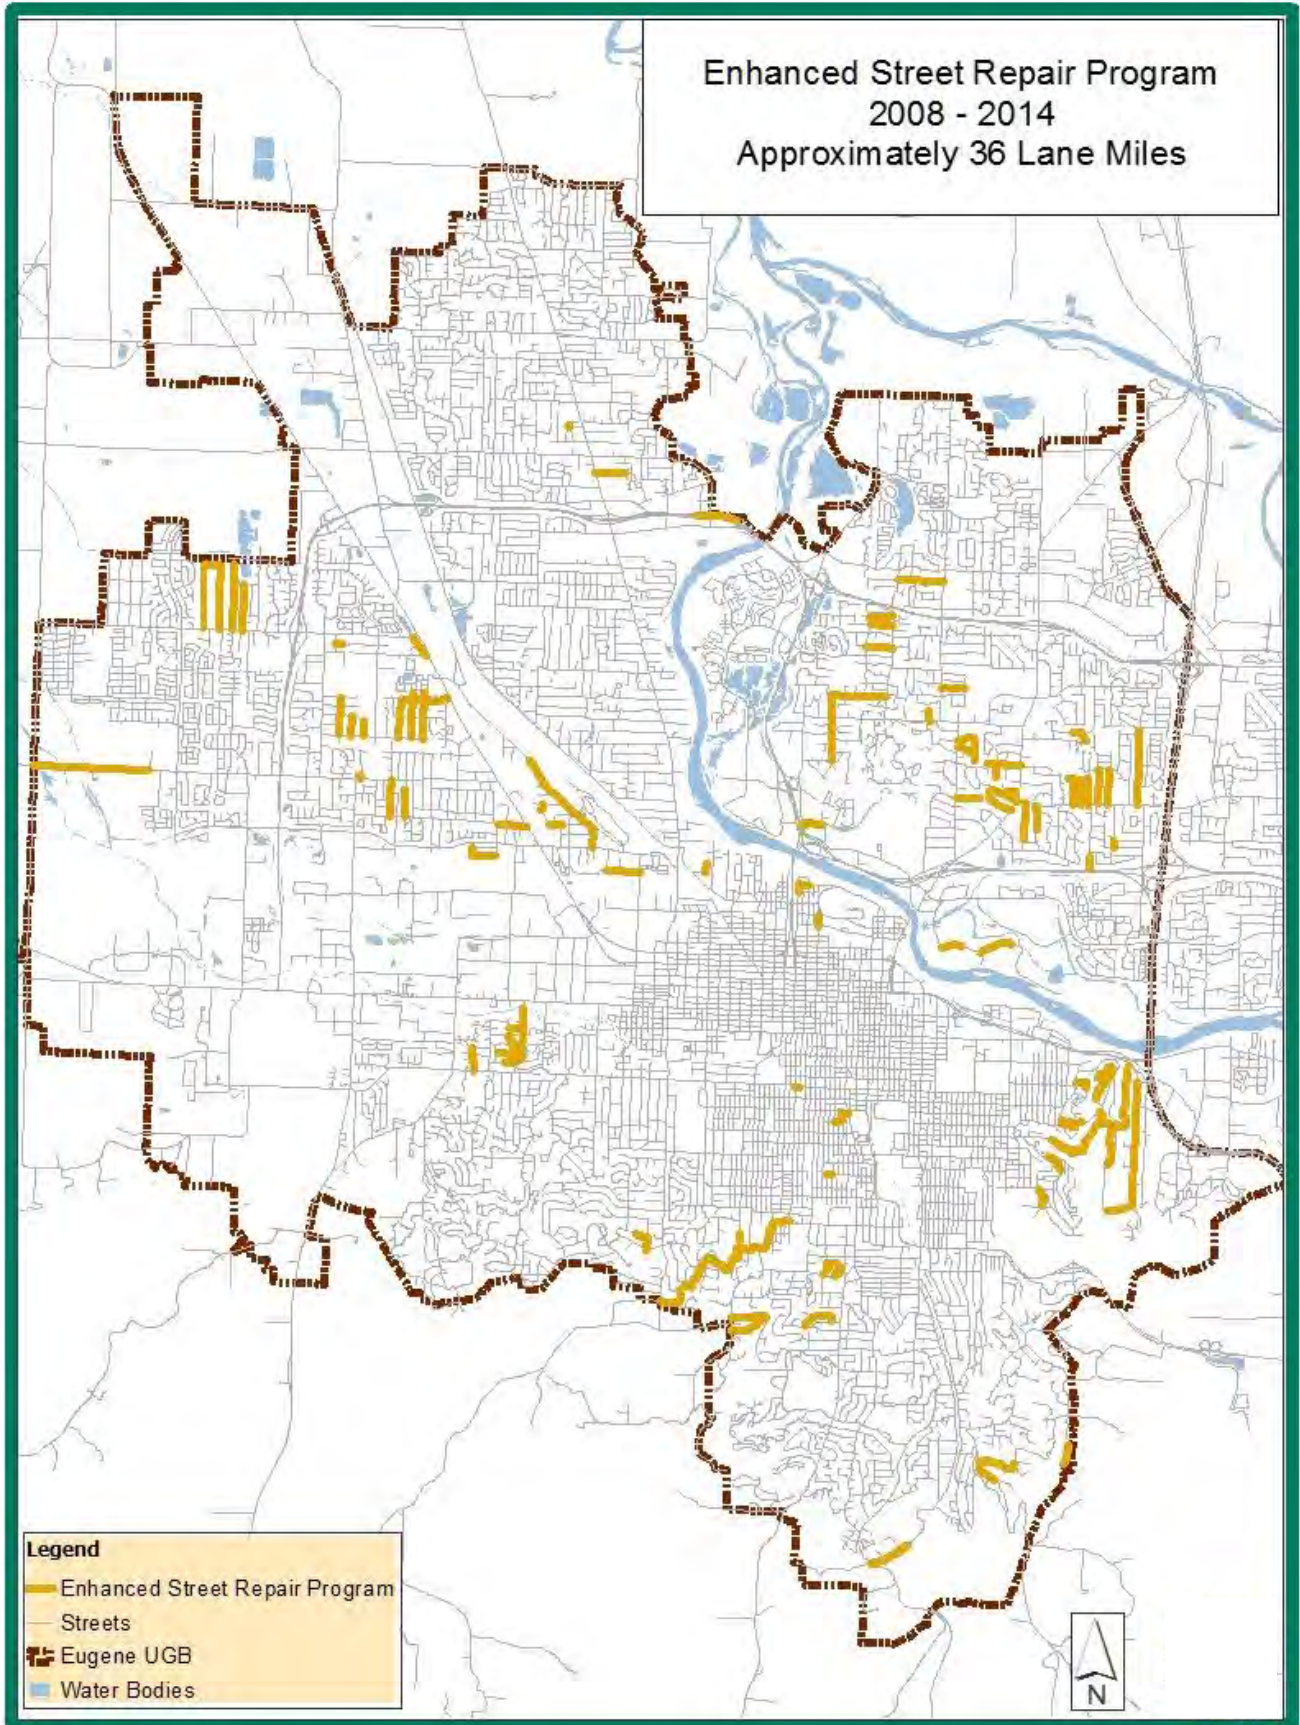 Enhanced Street Repair Program
2008 - 2014
Approximately 36 Lane Miles
Legend
Enhanced Street Repair Program
Streets
Eugene UGB
Water Bodies
N